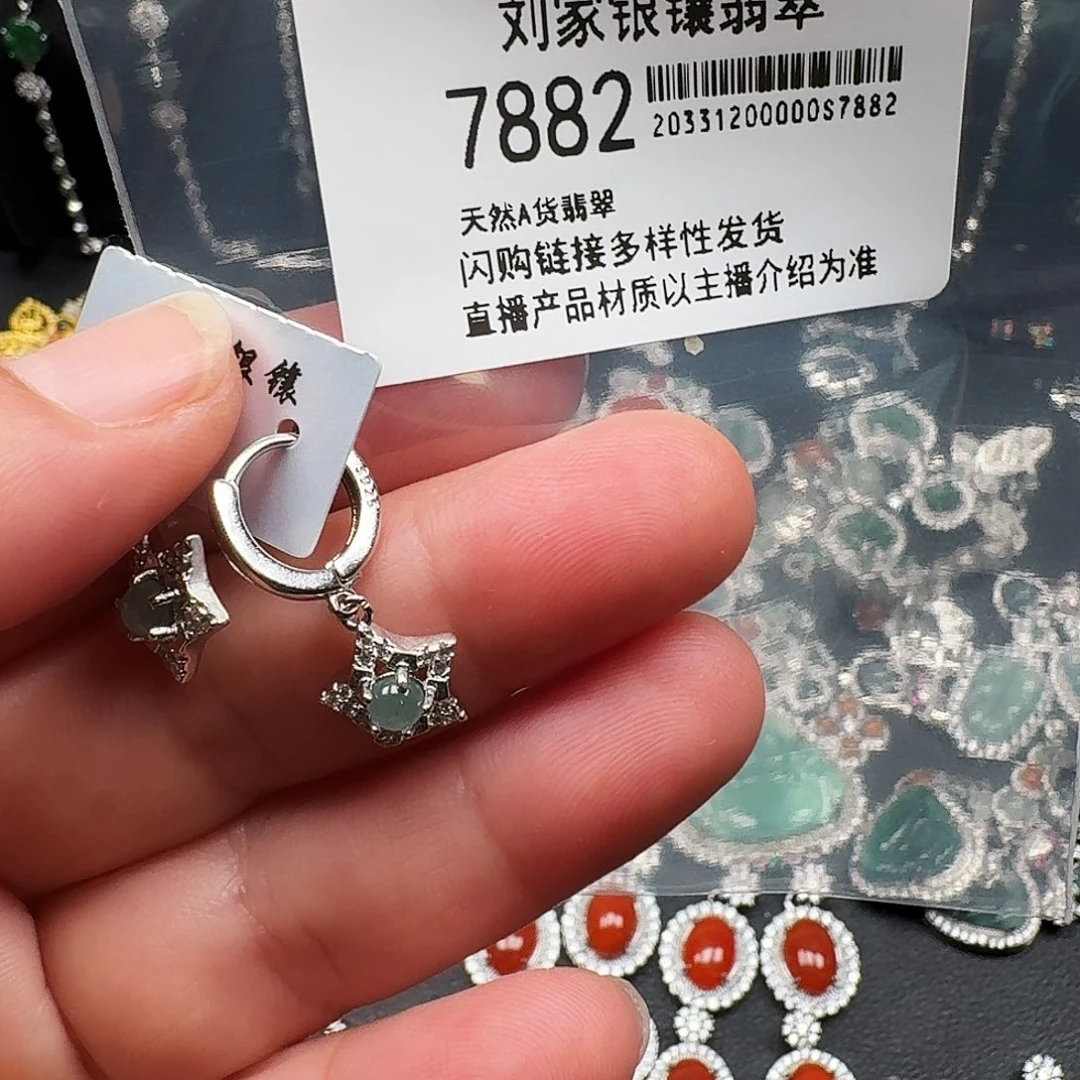 刘家银镶翡翠
7882
20331200000S7882
天然A货翡翠
闪购链接多样性发货
直播产品材质以主播介绍为准
镶